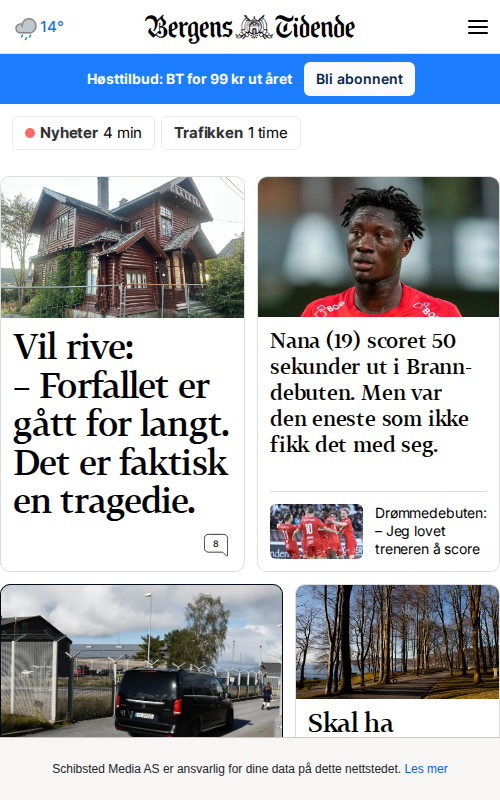 14°
Bergens Tidende
Høsttilbud: BT for 99 kr ut året
Bli abonnent
Nyheter 4 min
Trafikken 1 time
Vil rive:
– Forfallet er
gått for langt.
Det er faktisk
en tragedie.
8
Nana (19) scoret 50
sekunder ut i Brann-
debuten. Men var
den eneste som ikke
fikk det med seg.
Drømmedebuten:
– Jeg lovet
treneren å score
Skal ha
Schibsted Media AS er ansvarlig for dine data på dette nettstedet. Les mer